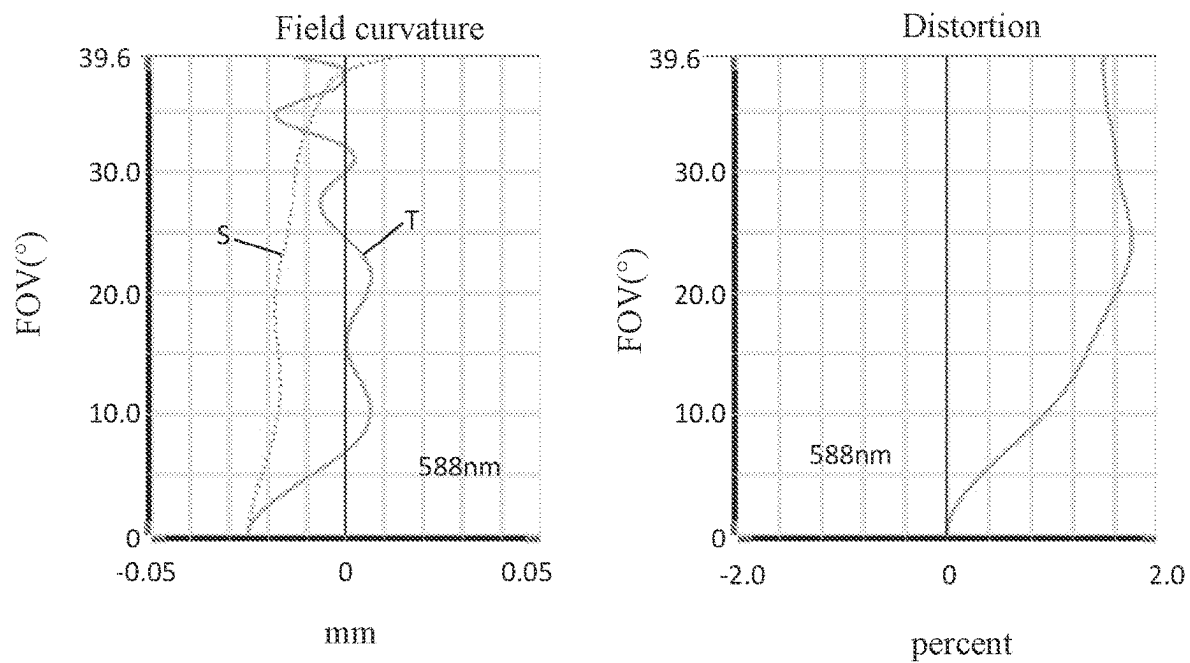 Field curvature
39.6
30.0
20.0
10.0
0
FOV(°)
S
T
588nm
-0.05
0
0.05
mm
Distortion
39.6
30.0
20.0
10.0
0
FOV(°)
588nm
-2.0
0
2.0
percent